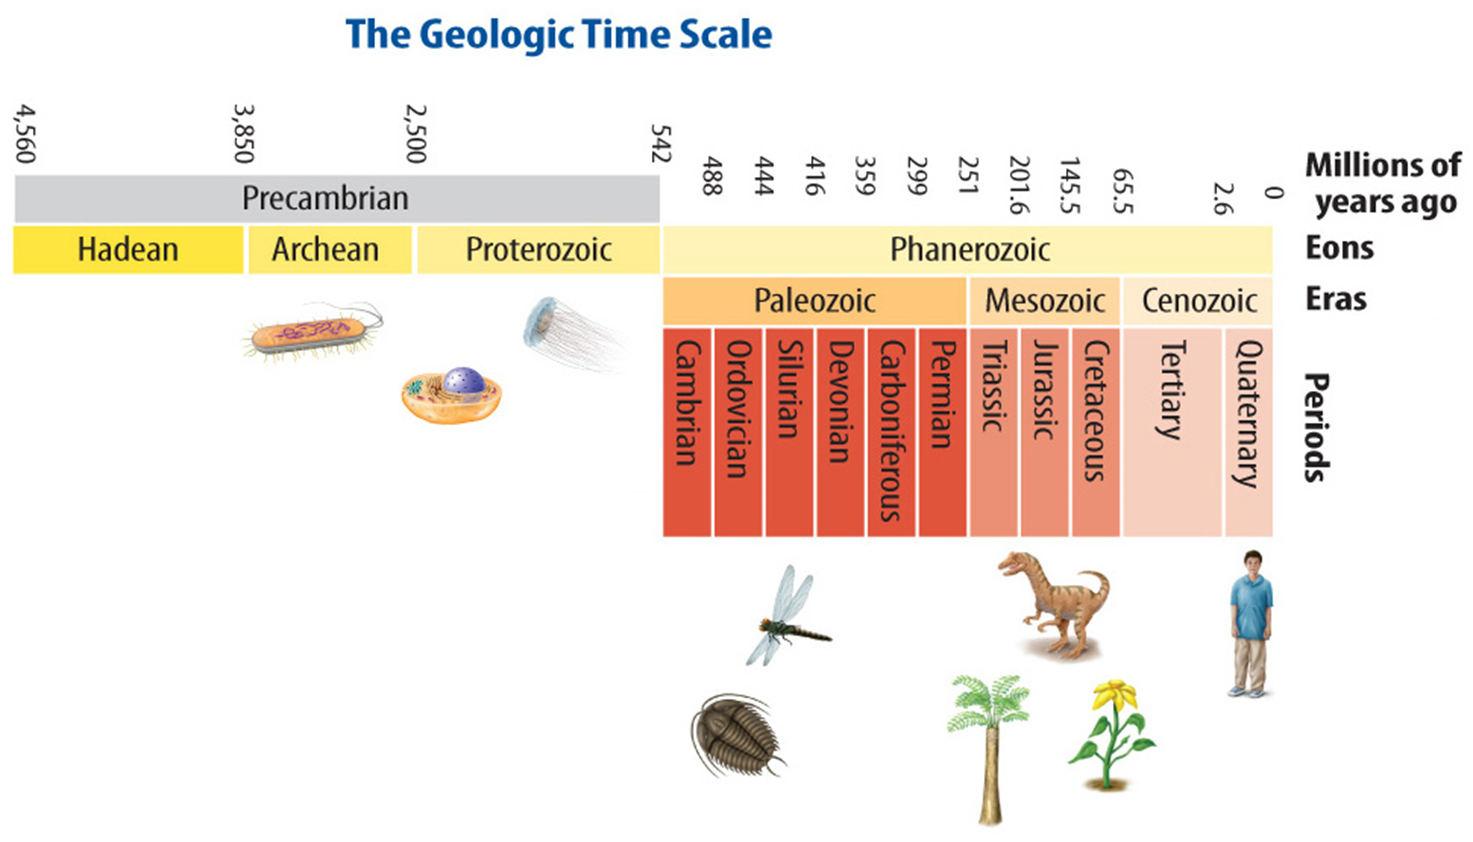 The Geologic Time Scale
4,560
3,850
2,500
542
488
444
416
359
299
251
201.6
145.5
65.5
2.6
0
Millions of
years ago
Precambrian
Hadean
Archean
Proterozoic
Phanerozoic
Eons
Paleozoic
Mesozoic
Cenozoic
Eras
Cambrian
Ordovician
Silurian
Devonian
Carboniferous
Permian
Triassic
Jurassic
Cretaceous
Tertiary
Quaternary
Periods